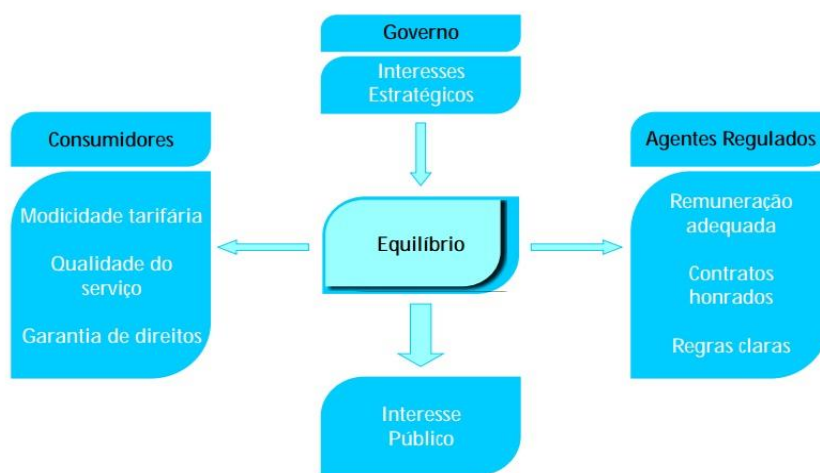 Governo
Interesses
Estratégicos
Consumidores
Modicidade tarifária
Qualidade do
serviço
Garantia de direitos
Equilíbrio
Agentes Regulados
Remuneração
adequada
Contratos
honrados
Regras claras
Interesse
Público